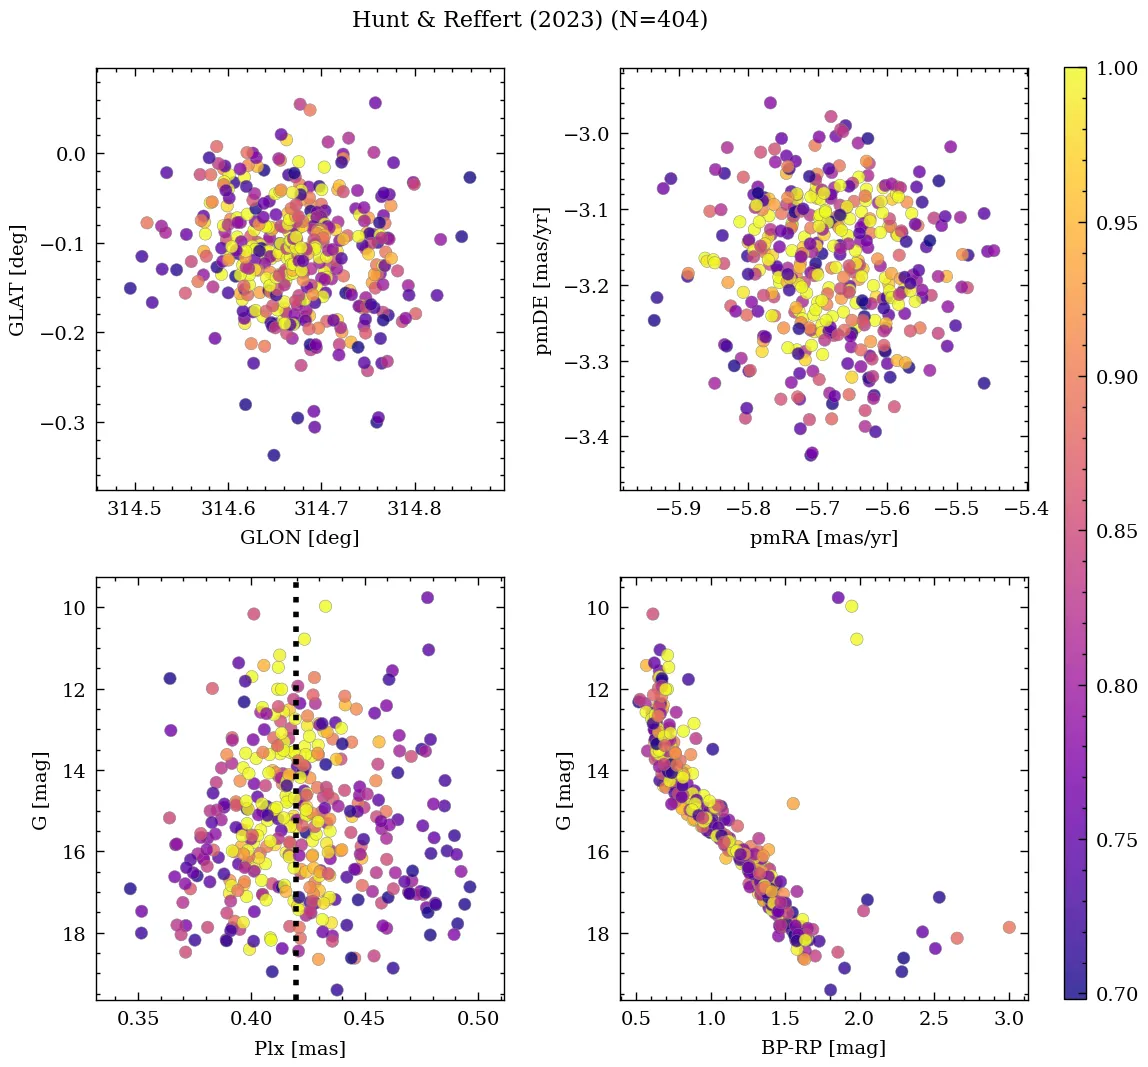 Hunt & Reffert (2023) (N=404)
0.0
−0.1
−0.2
−0.3
GLAT [deg]
314.5 314.6 314.7 314.8
GLON [deg]
−3.0
−3.1
−3.2
−3.3
−3.4
pmDE [mas/yr]
−5.9 −5.8 −5.7 −5.6 −5.5 −5.4
pmRA [mas/yr]
1.00
0.95
0.90
0.85
0.80
0.75
0.70
10
12
14
16
18
G [mag]
0.35 0.40 0.45 0.50
Plx [mas]
10
12
14
16
18
G [mag]
0.5 1.0 1.5 2.0 2.5 3.0
BP-RP [mag]